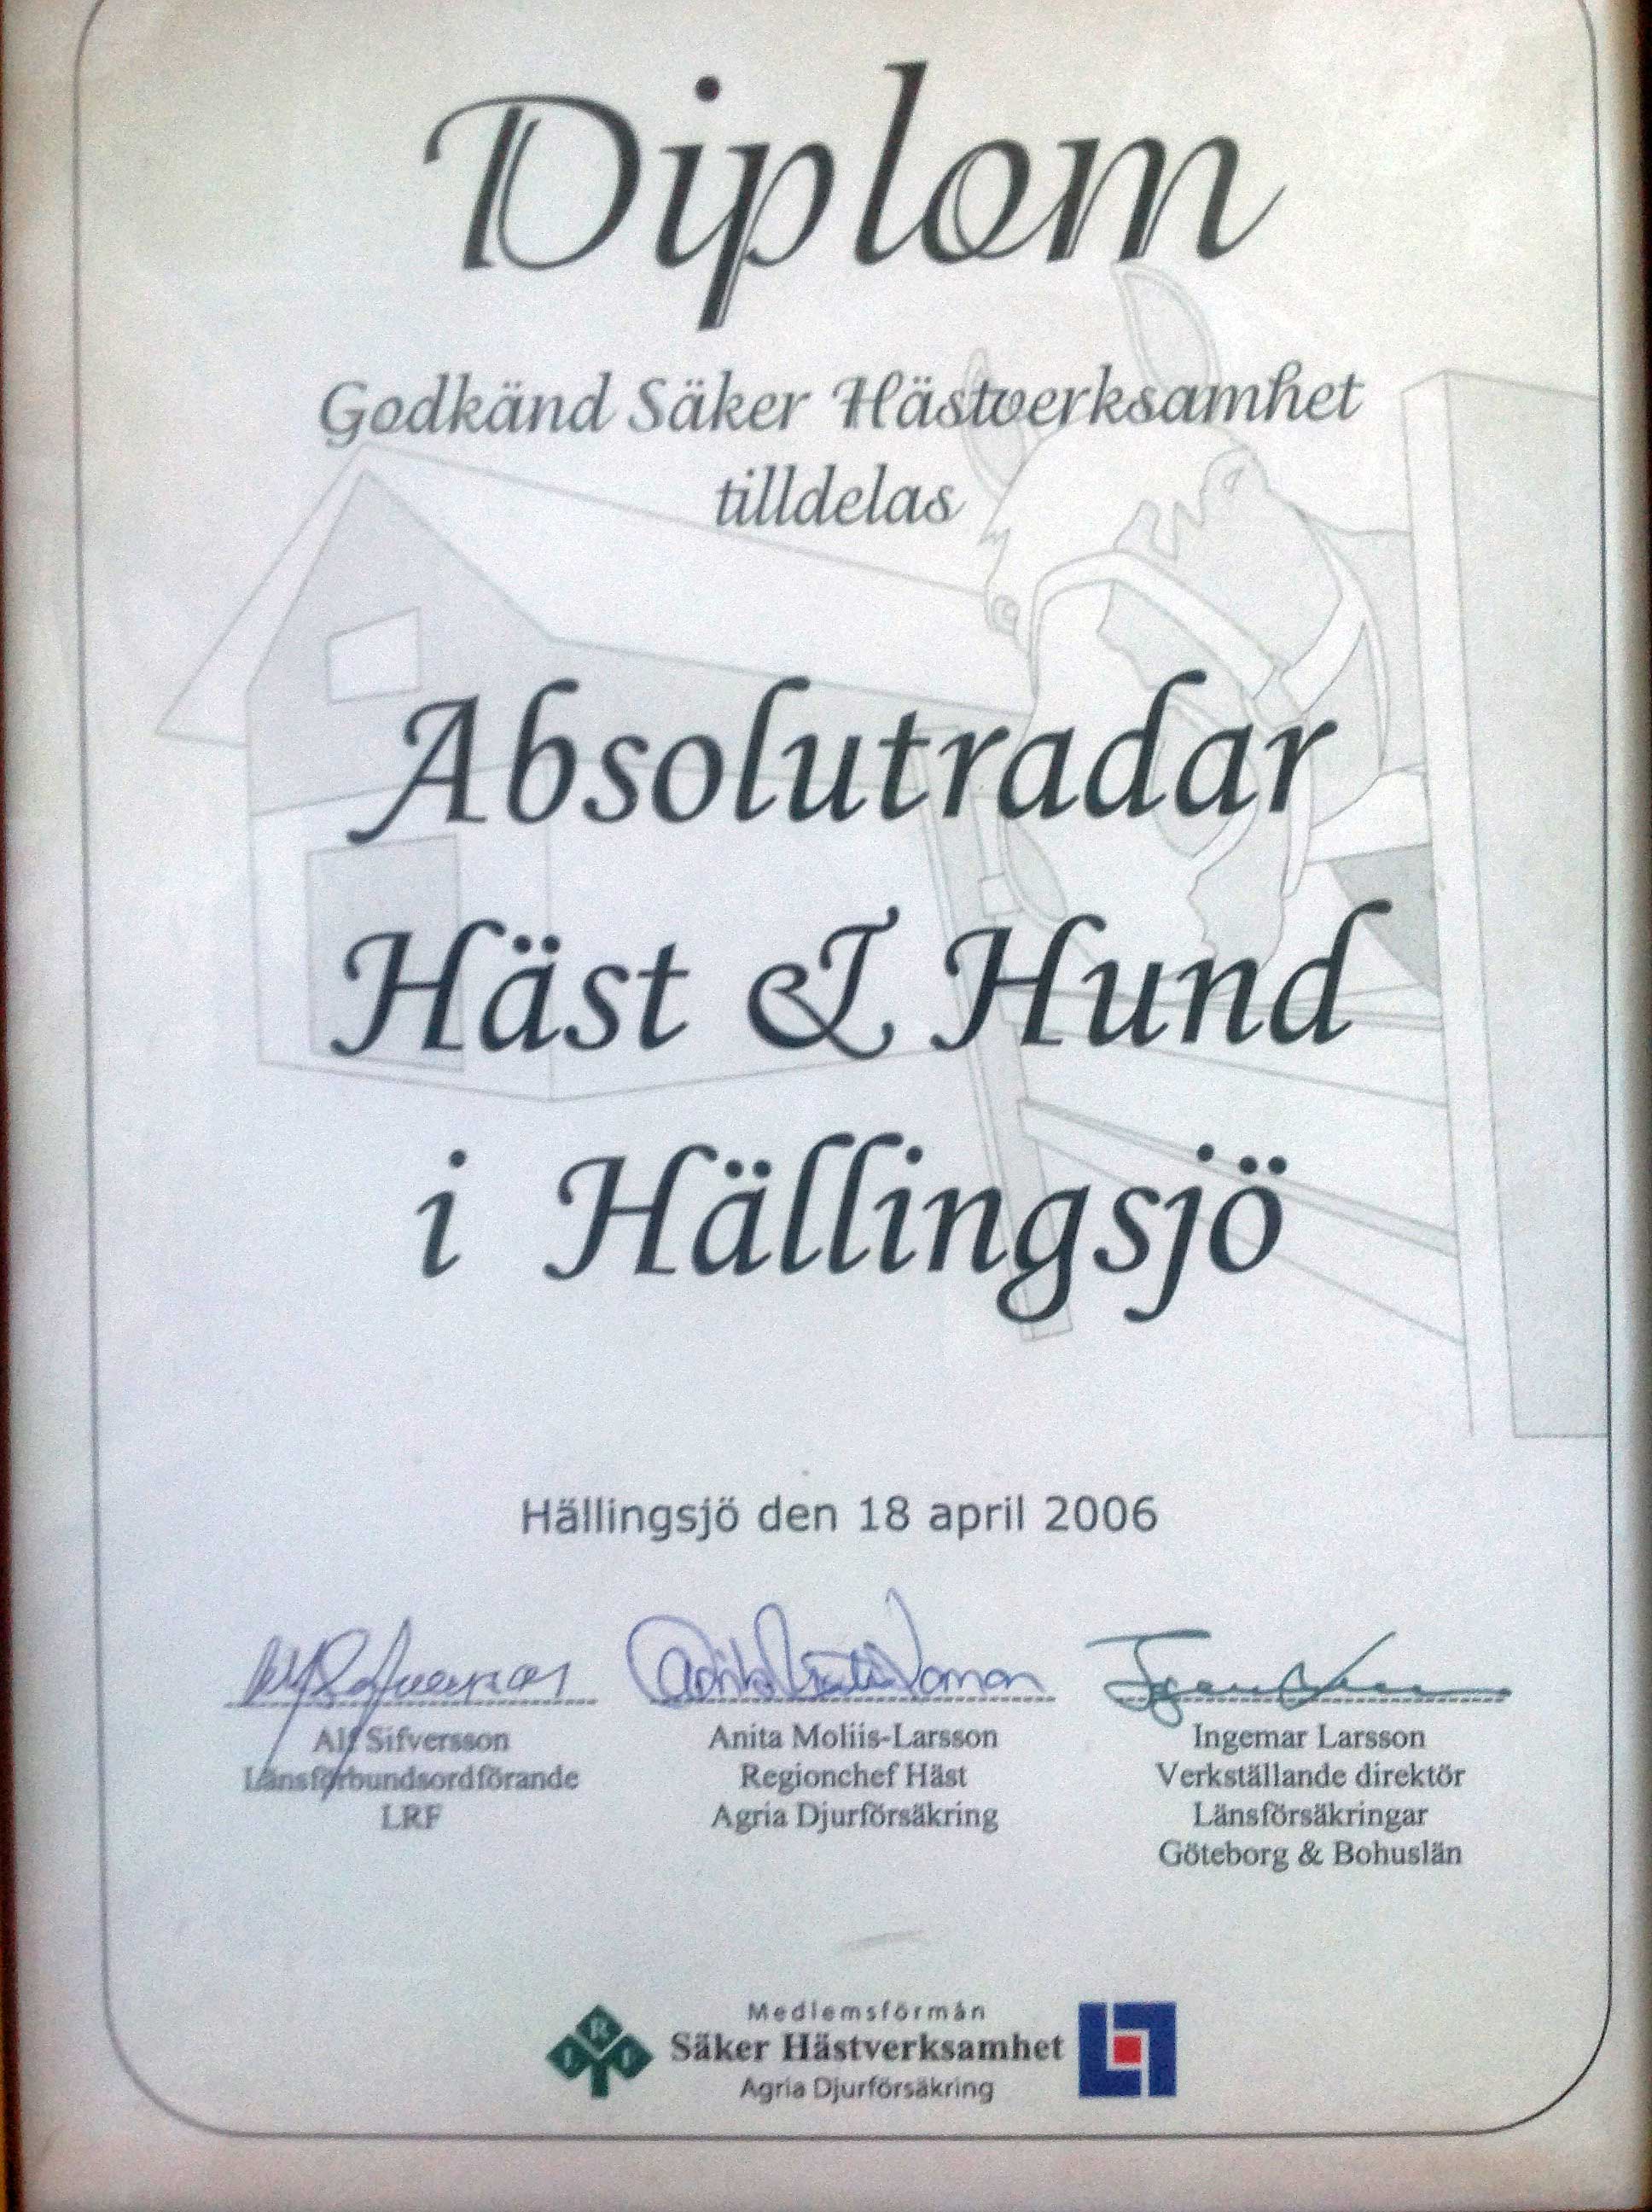 Diplom
Godkänd Säker Hästverksamhet
tilldelas
Absolutradar
Häst & Hund
i Hällingsjö
Hällingsjö den 18 april 2006
Alf Sifversson
Länsförbundsordförande
LRF
Anita Moliis-Larsson
Regionchef Häst
Agria Djurförsäkring
Ingemar Larsson
Verkställande direktör
Länsförsäkringar
Göteborg & Bohuslän
LRF
Medlemsförmån
Säker Hästverksamhet
Agria Djurförsäkring